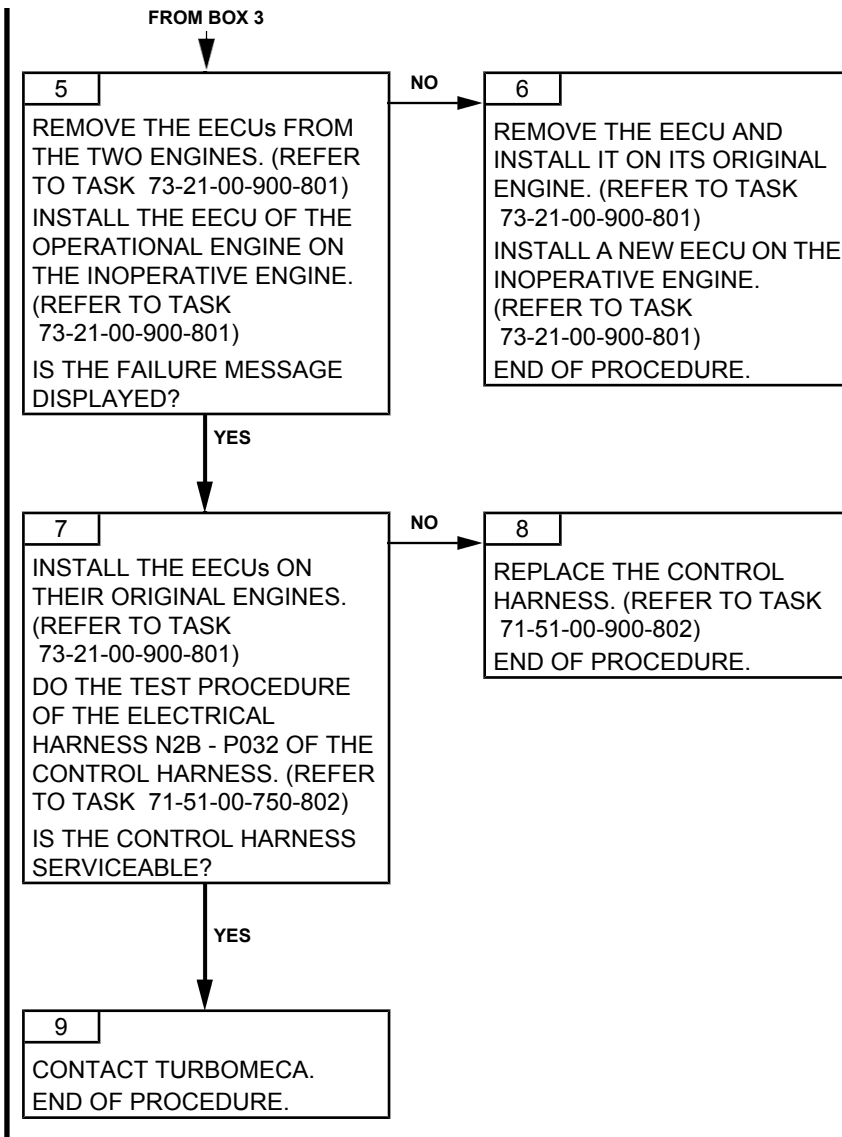 FROM BOX 3
5
REMOVE THE EECUs FROM
THE TWO ENGINES. (REFER
TO TASK 73-21-00-900-801)
INSTALL THE EECU OF THE
OPERATIONAL ENGINE ON
THE INOPERATIVE ENGINE.
(REFER TO TASK
73-21-00-900-801)
IS THE FAILURE MESSAGE
DISPLAYED?
NO
6
REMOVE THE EECU AND
INSTALL IT ON ITS ORIGINAL
ENGINE. (REFER TO TASK
73-21-00-900-801)
INSTALL A NEW EECU ON THE
INOPERATIVE ENGINE.
(REFER TO TASK
73-21-00-900-801)
END OF PROCEDURE.
YES
7
INSTALL THE EECUs ON
THEIR ORIGINAL ENGINES.
(REFER TO TASK
73-21-00-900-801)
DO THE TEST PROCEDURE
OF THE ELECTRICAL
HARNESS N2B - P032 OF THE
CONTROL HARNESS. (REFER
TO TASK 71-51-00-750-802)
IS THE CONTROL HARNESS
SERVICEABLE?
NO
8
REPLACE THE CONTROL
HARNESS. (REFER TO TASK
71-51-00-900-802)
END OF PROCEDURE.
YES
9
CONTACT TURBOMECA.
END OF PROCEDURE.